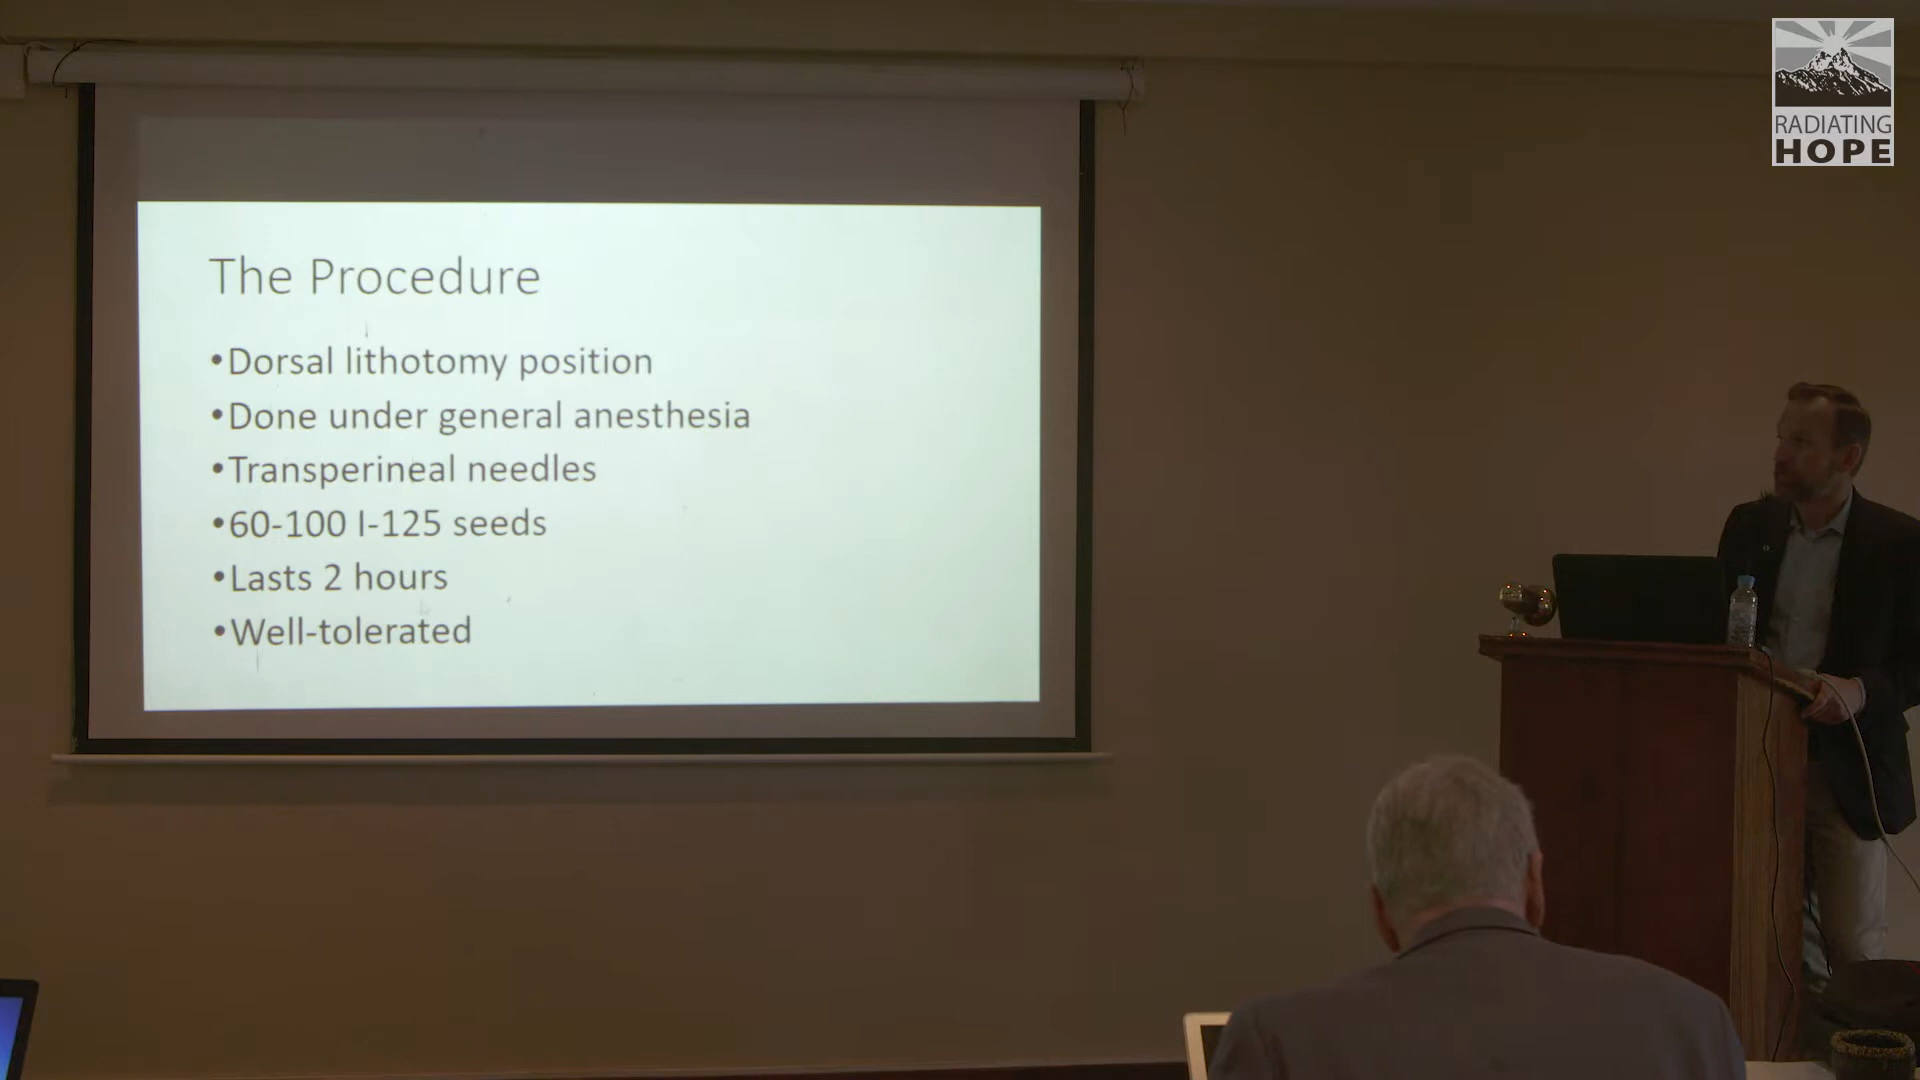 The Procedure
•Dorsal lithotomy position
•Done under general anesthesia
•Transperineal needles
•60-100 I-125 seeds
•Lasts 2 hours
•Well-tolerated
RADIATING
HOPE